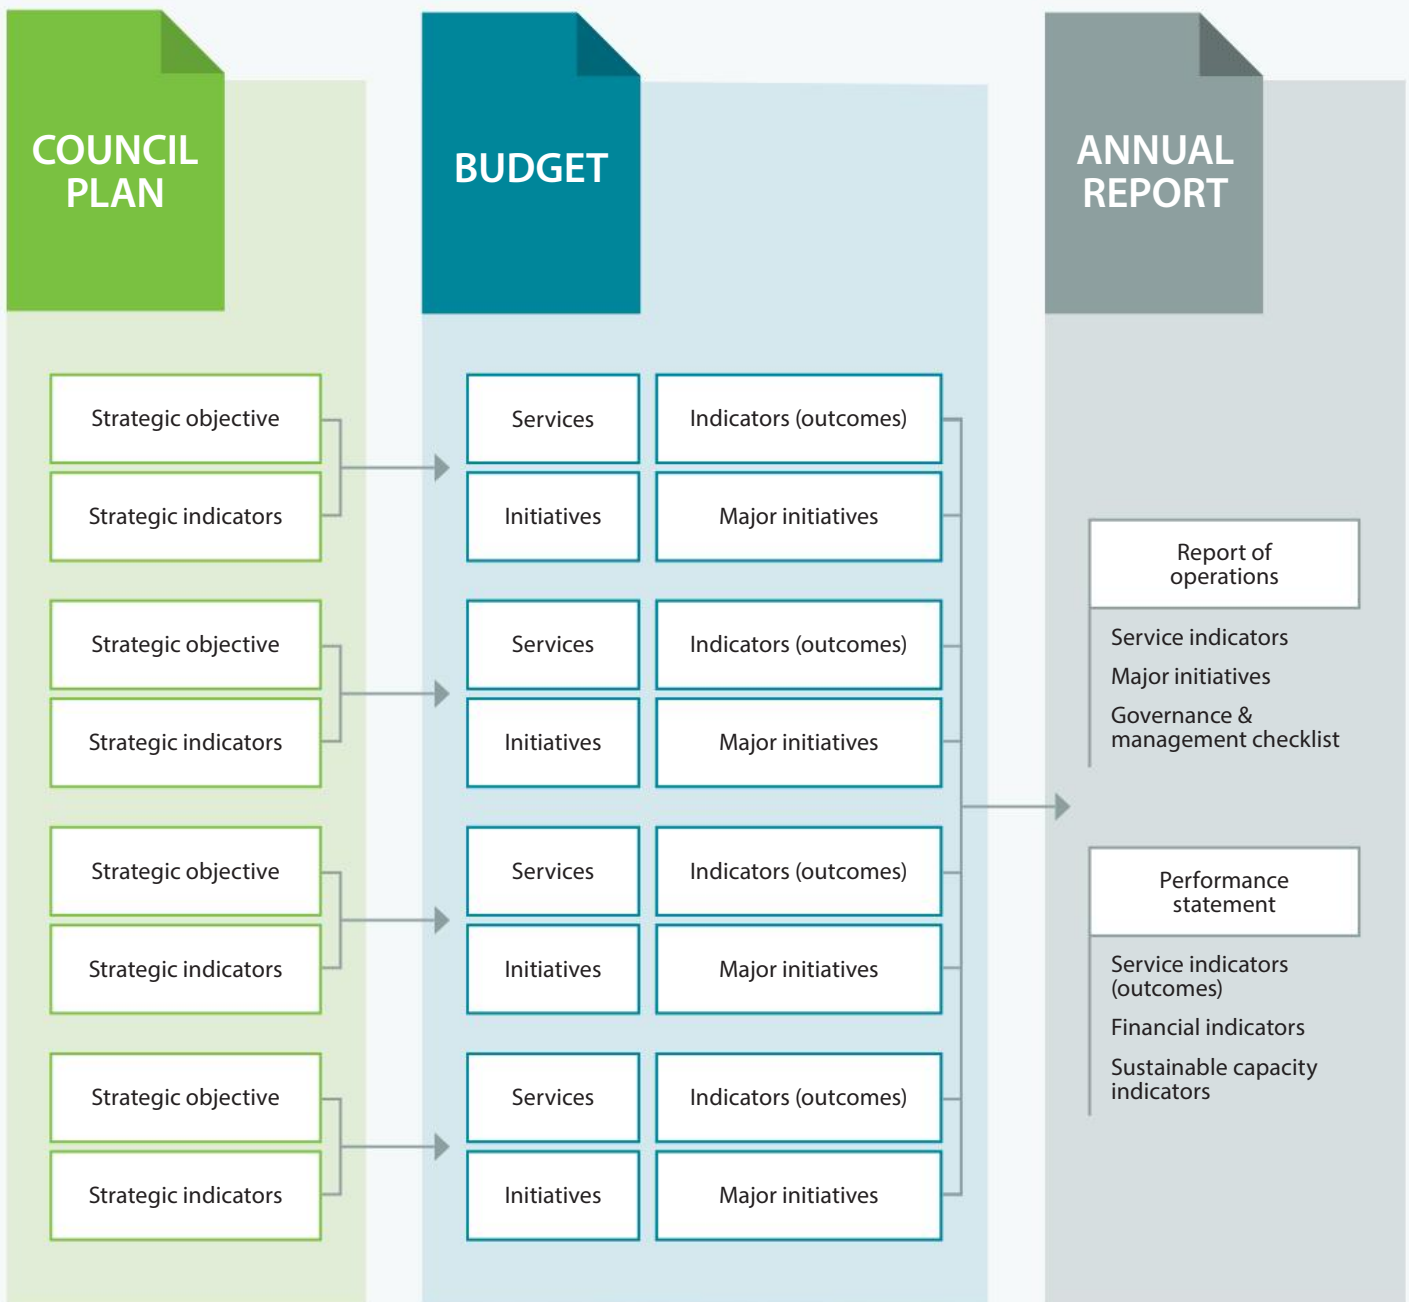 COUNCIL
PLAN
BUDGET
ANNUAL
REPORT
Strategic objective
Strategic indicators
Services
Indicators (outcomes)
Initiatives
Major initiatives
Strategic objective
Strategic indicators
Services
Indicators (outcomes)
Initiatives
Major initiatives
Strategic objective
Strategic indicators
Services
Indicators (outcomes)
Initiatives
Major initiatives
Strategic objective
Strategic indicators
Services
Indicators (outcomes)
Initiatives
Major initiatives
Report of
operations
Service indicators
Major initiatives
Governance &
management checklist
Performance
statement
Service indicators
(outcomes)
Financial indicators
Sustainable capacity
indicators